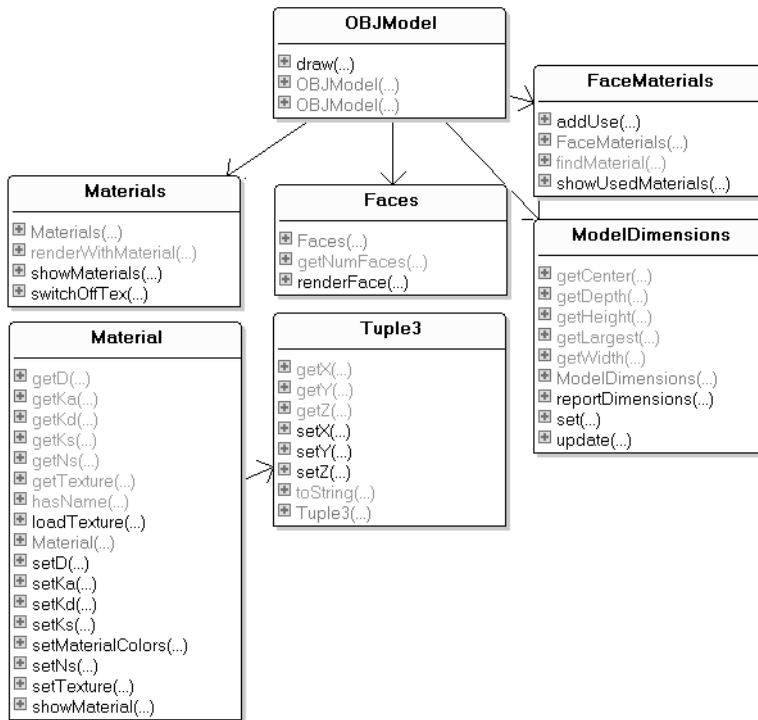 OBJModel
draw(...)
OBJModel(...)
OBJModel(...)
FaceMaterials
addUse(...)
FaceMaterials(...)
findMaterial(...)
showUsedMaterials(...)
Materials
Materials(...)
renderWithMaterial(...)
showMaterials(...)
switchOffTex(...)
Faces
Faces(...)
getNumFaces(...)
renderFace(...)
ModelDimensions
getCenter(...)
getDepth(...)
getHeight(...)
getLargest(...)
getWidth(...)
ModelDimensions(...)
reportDimensions(...)
set(...)
update(...)
Material
getD(...)
getKa(...)
getKd(...)
getKs(...)
getNs(...)
getTexture(...)
hasName(...)
loadTexture(...)
Material(...)
setD(...)
setKa(...)
setKd(...)
setKs(...)
setMaterialColors(...)
setNs(...)
setTexture(...)
showMaterial(...)
Tuple3
getX(...)
getY(...)
getZ(...)
setX(...)
setY(...)
setZ(...)
toString(...)
Tuple3(...)